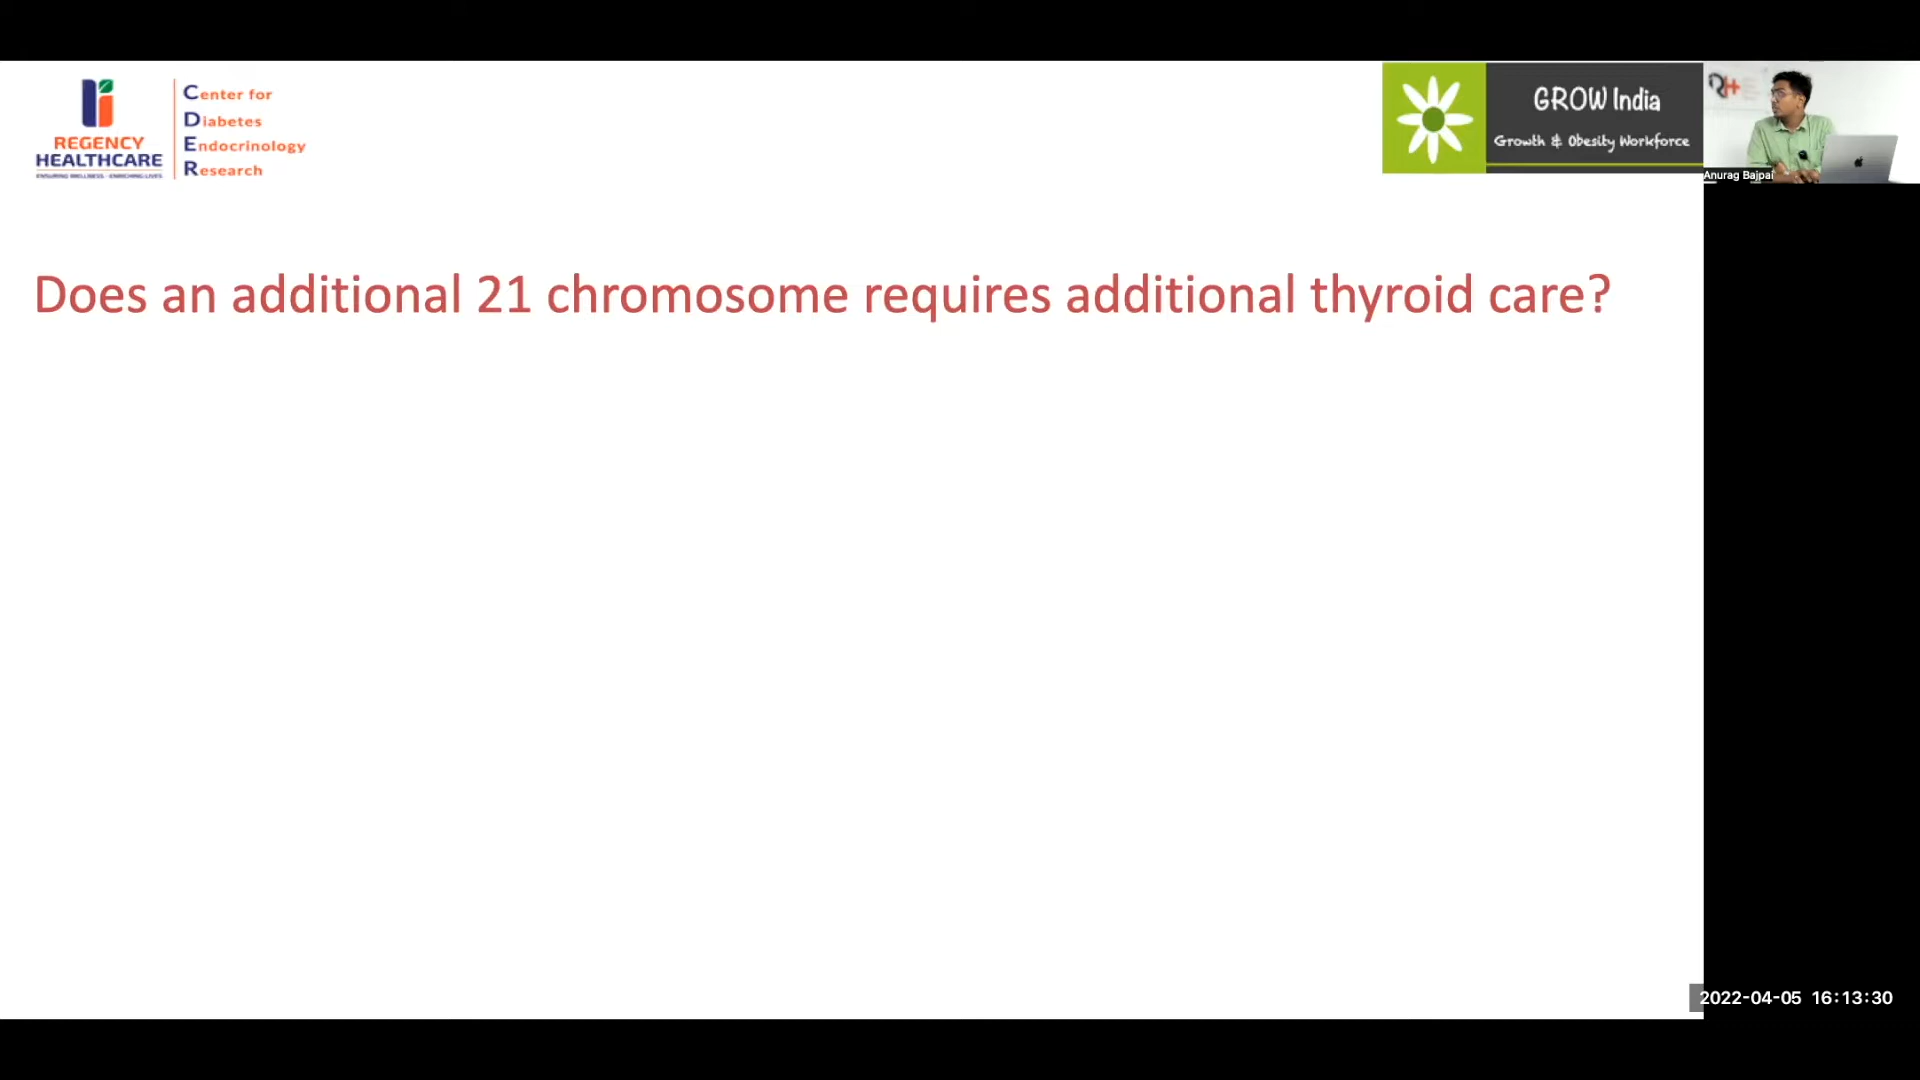 REGENCY
HEALTHCARE
ENSURING WELLNESS - ENRICHING LIVES
Center for
Diabetes
Endocrinology
Research
GROW India
Growth & Obesity Workforce
Anurag Bajpai
Does an additional 21 chromosome requires additional thyroid care?
2022-04-05 16:13:30